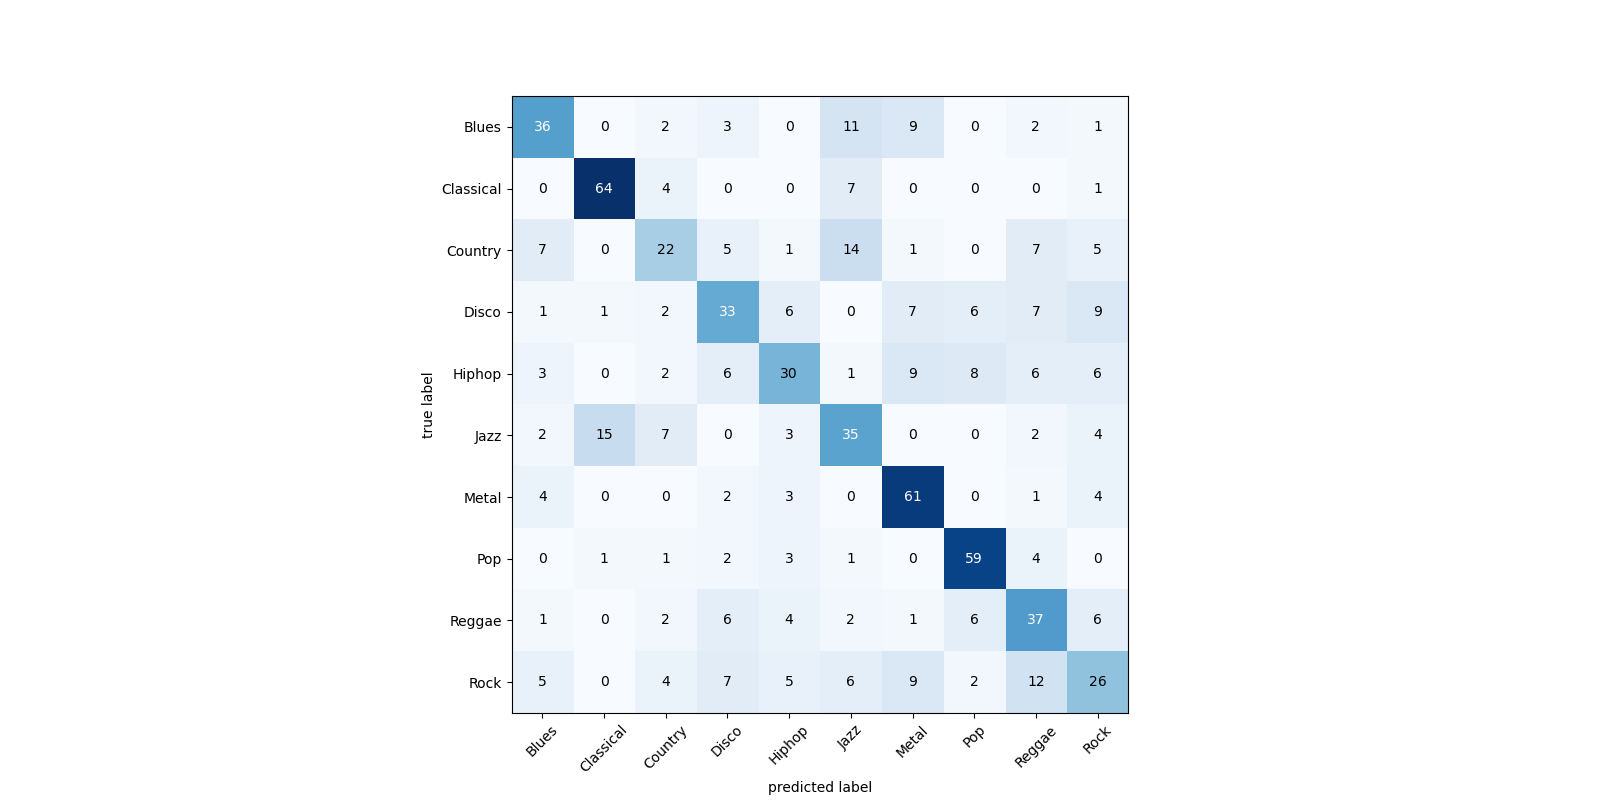 Blues 36 0 2 3 0 11 9 0 2 1
Classical 0 64 4 0 0 7 0 0 0 1
Country 7 0 22 5 1 14 1 0 7 5
Disco 1 1 2 33 6 0 7 6 7 9
Hiphop 3 0 2 6 30 1 9 8 6 6
true label
Jazz 2 15 7 0 3 35 0 0 2 4
Metal 4 0 0 2 3 0 61 0 1 4
Pop 0 1 1 2 3 1 0 59 4 0
Reggae 1 0 2 6 4 2 1 6 37 6
Rock 5 0 4 7 5 6 9 2 12 26
Blues Classical Country Disco Hiphop Jazz Metal Pop Reggae Rock
predicted label